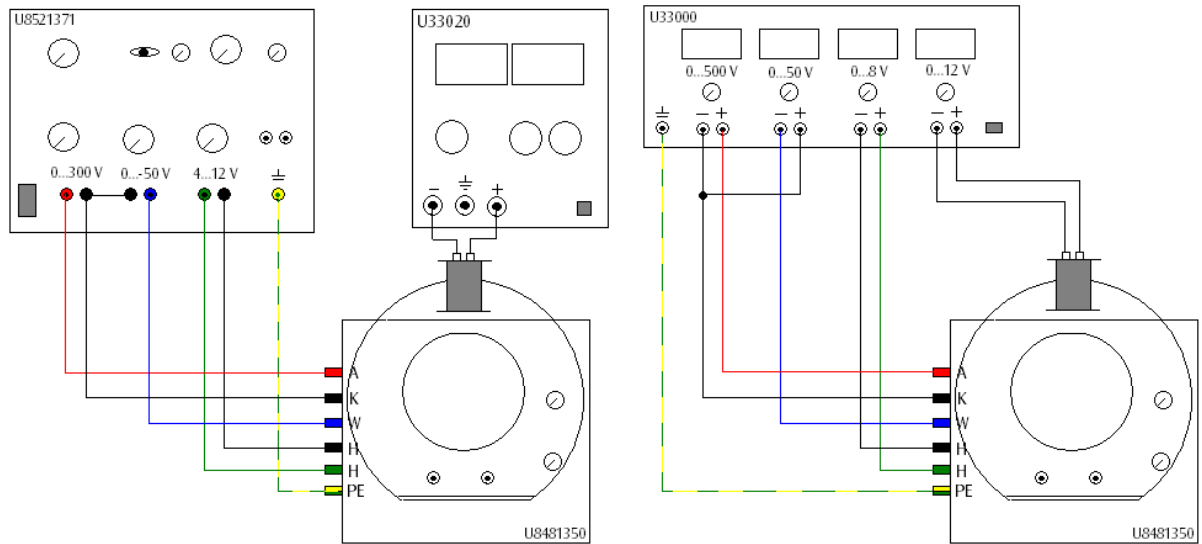 U8521371
0...300 V 0...-50 V 4...12 V
U33020
- +
A
K
W
H
H
PE
U8481350
U33000
0...500 V 0...50 V 0...8 V 0...12 V
- + - + - + - +
A
K
W
H
H
PE
U8481350